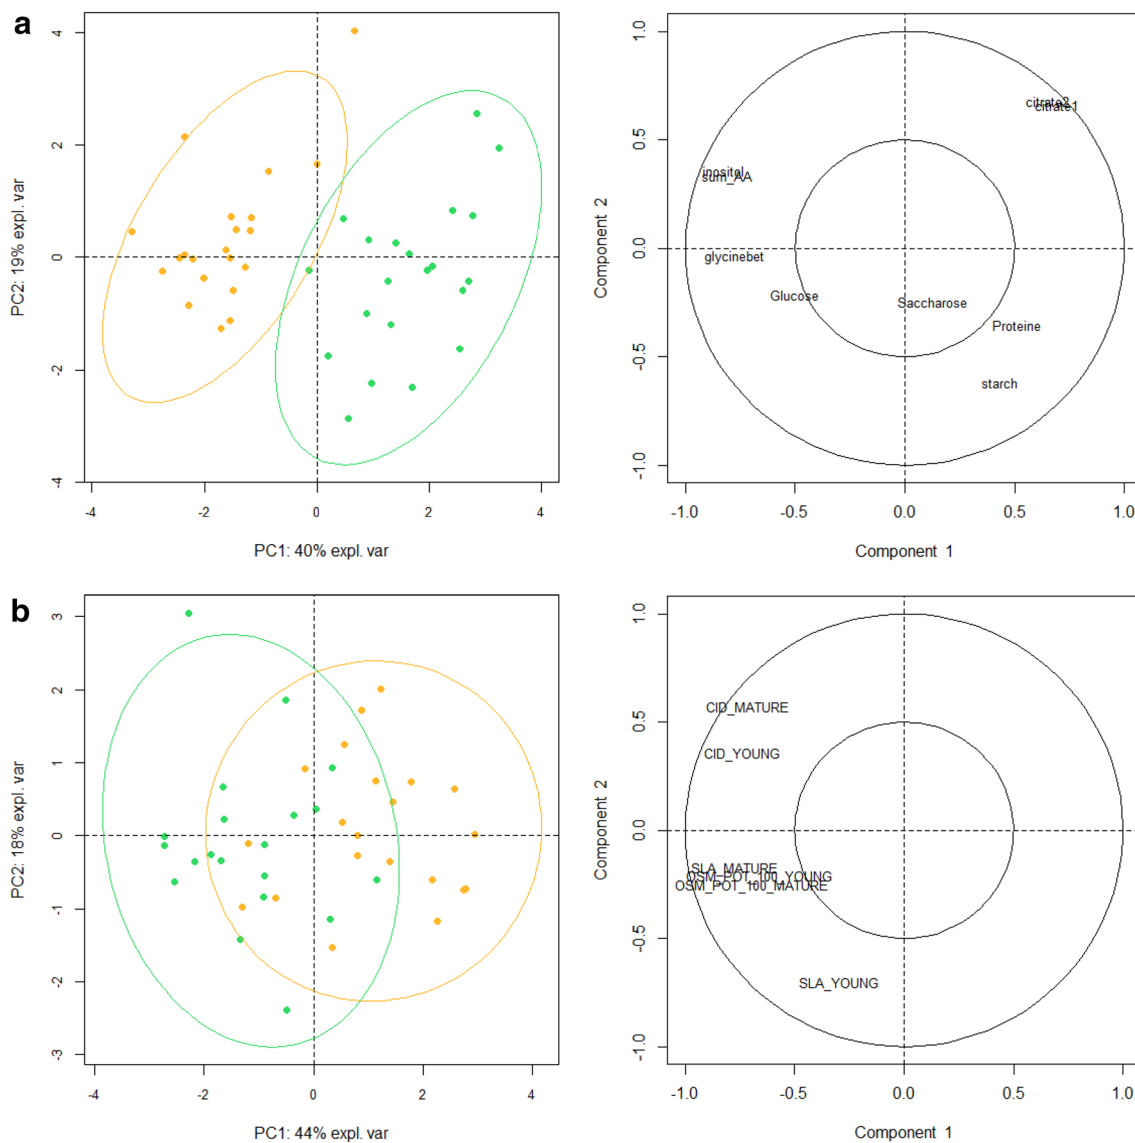 a
4
2
0
-2
-4
PC2: 19% expl. var
-4 -2 0 2 4
PC1: 40% expl. var
1.0
0.5
0.0
-0.5
-1.0
Component 2
citrate2
citrate1
inositol
sum_AA
glycinebet
Glucose
Saccharose
Proteine
starch
-1.0 -0.5 0.0 0.5 1.0
Component 1
b
3
2
1
0
-1
-2
-3
PC2: 18% expl. var
-4 -2 0 2 4
PC1: 44% expl. var
1.0
0.5
0.0
-0.5
-1.0
Component 2
CID_MATURE
CID_YOUNG
SLA_MATURE
OSM_POT_100_YOUNG
OSM_POT_100_MATURE
SLA_YOUNG
-1.0 -0.5 0.0 0.5 1.0
Component 1